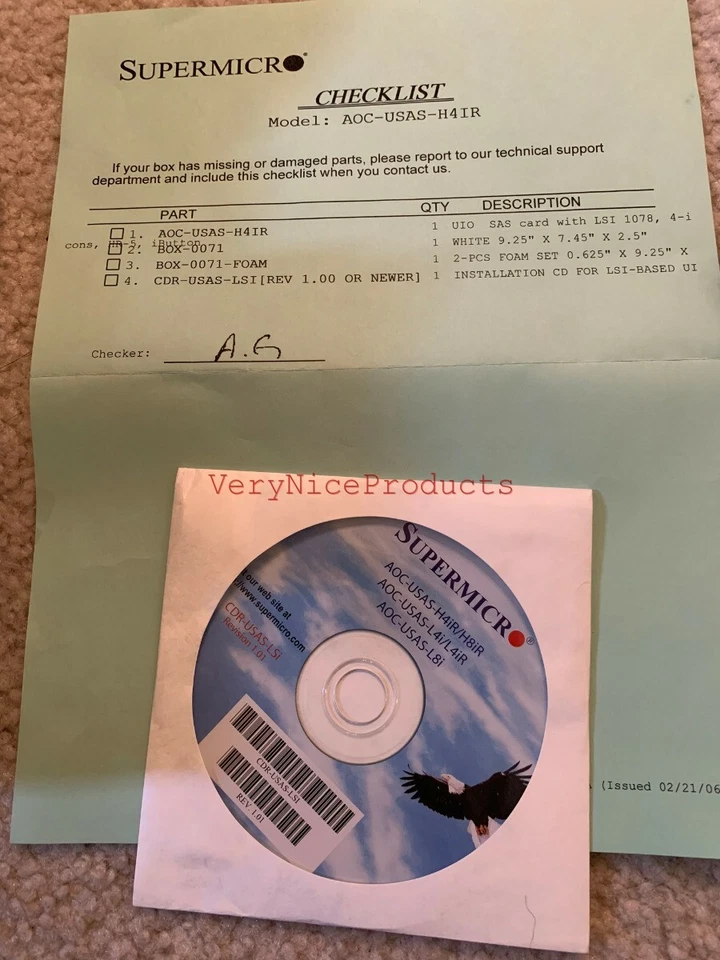 SUPERMICRO
CHECKLIST
Model: AOC-USAS-H4IR
If your box has missing or damaged parts, please report to our technical support
department and include this checklist when you contact us.
PART QTY DESCRIPTION
1. AOC-USAS-H4IR 1 UIO SAS card with LSI 1078, 4-i
cons, iButton
2. BOX-0071 1 WHITE 9.25" X 7.45" X 2.5"
3. BOX-0071-FOAM 1 2-PCS FOAM SET 0.625" X 9.25" X
4. CDR-USAS-LSI[REV 1.00 OR NEWER] 1 INSTALLATION CD FOR LSI-BASED UI
Checker: A.G
VeryNiceProducts
SUPERMICRO®
AOC-USAS-H4iR/H8iR
AOC-USAS-L4i/L4iR
AOC-USAS-L8i
our web site at
www.supermicro.com
CDR-USAS-LSi
Revision 1.01
CDR-USAS-LSI
REV 1.01
(Issued 02/21/06